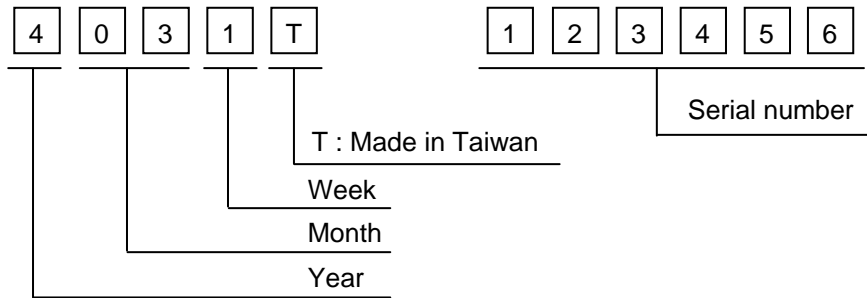 4 0 3 1 T 1 2 3 4 5 6
Serial number
T : Made in Taiwan
Week
Month
Year